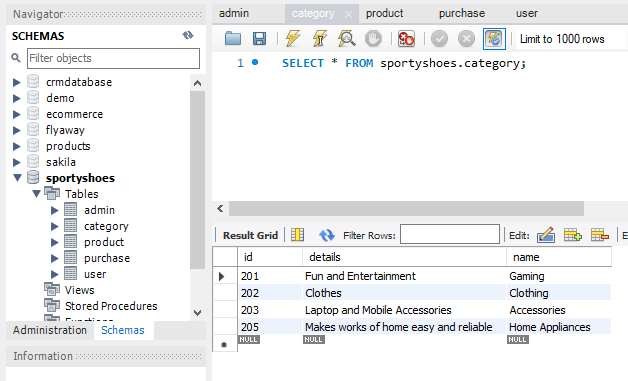 Navigator
SCHEMAS
Filter objects
crmdatabase
demo
ecommerce
flyaway
products
sakila
sportyshoes
Tables
admin
category
product
purchase
user
Views
Stored Procedures
Administration Schemas
Information
admin category product purchase user
Limit to 1000 rows
1 SELECT * FROM sportyshoes.category;
Result Grid Filter Rows: Edit:
id details name
201 Fun and Entertainment Gaming
202 Clothes Clothing
203 Laptop and Mobile Accessories Accessories
205 Makes works of home easy and reliable Home Appliances
NULL NULL NULL